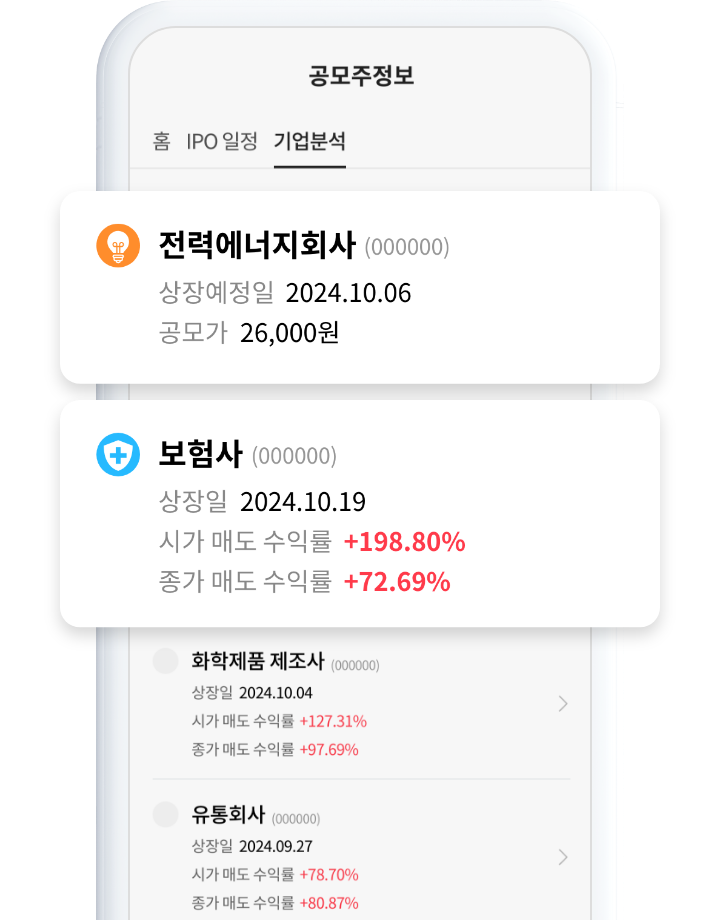 공모주정보
홈 IPO 일정 기업분석
전력에너지회사 (000000)
상장예정일 2024.10.06
공모가 26,000원
보험사 (000000)
상장일 2024.10.19
시가 매도 수익률 +198.80%
종가 매도 수익률 +72.69%
화학제품 제조사 (000000)
상장일 2024.10.04
시가 매도 수익률 +127.31%
종가 매도 수익률 +97.69%
유통회사 (000000)
상장일 2024.09.27
시가 매도 수익률 +78.70%
종가 매도 수익률 +80.87%